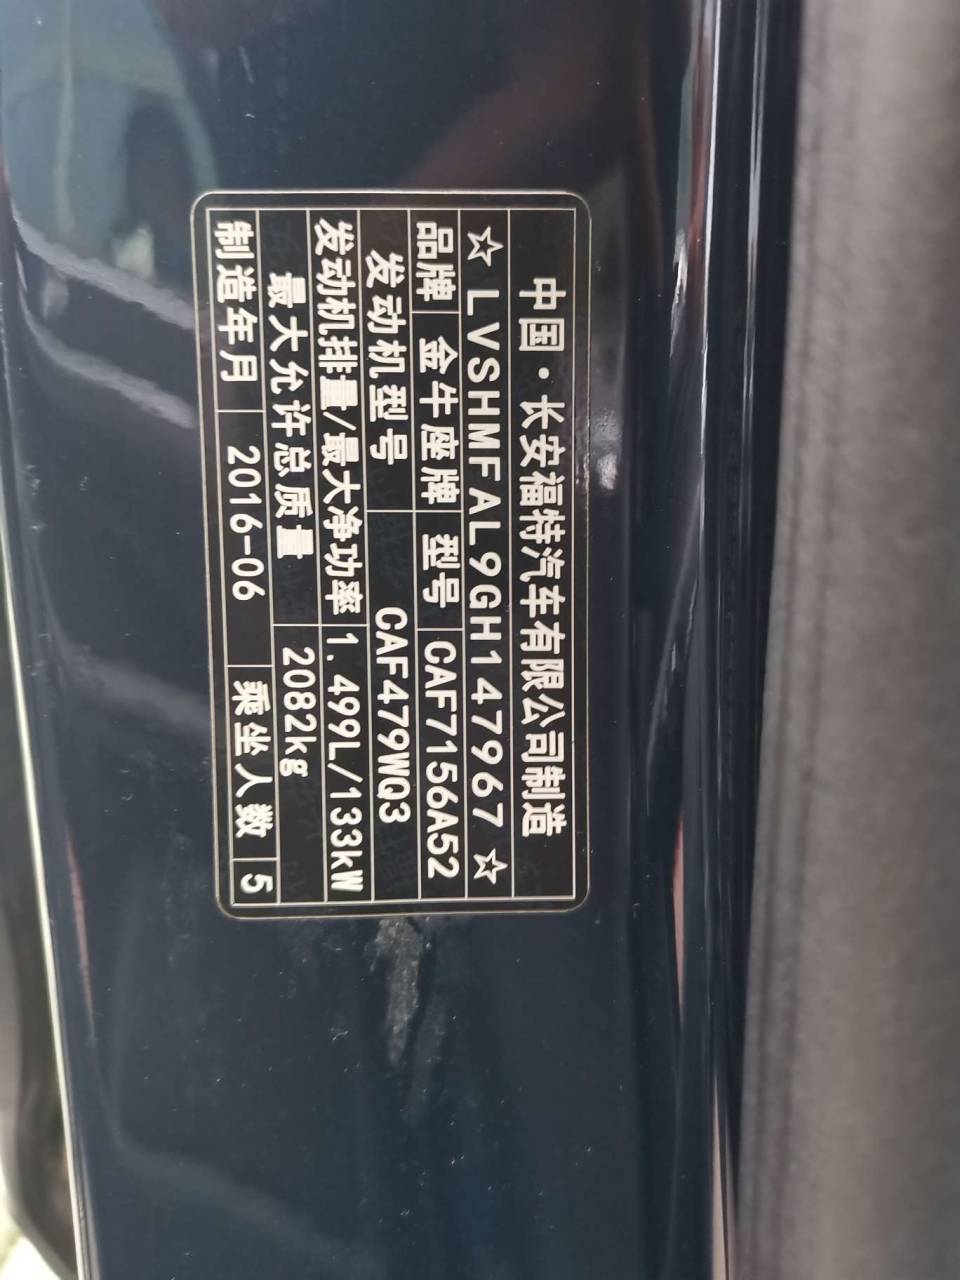 中国·长安福特汽车有限公司制造
☆LVSHMFAL9GH147967☆
品牌 金牛座牌 型号 CAF7156A52
发动机型号 CAF479WQ3
发动机排量/最大净功率 1.499L/133kW
最大允许总质量 2082kg
制造年月 2016-06 乘坐人数 5